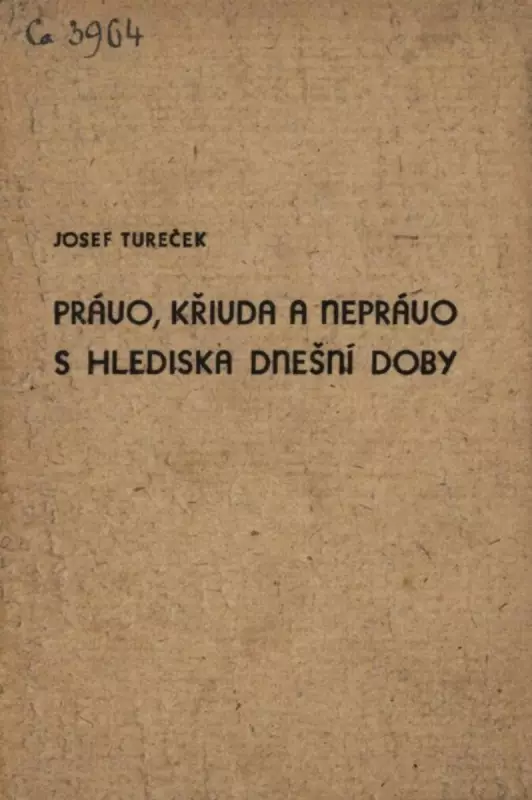 Ca 3964
JOSEF TUREČEK
PRÁVO, KŘIVDA A NEPRÁVO
S HLEDISKA DNEŠNÍ DOBY